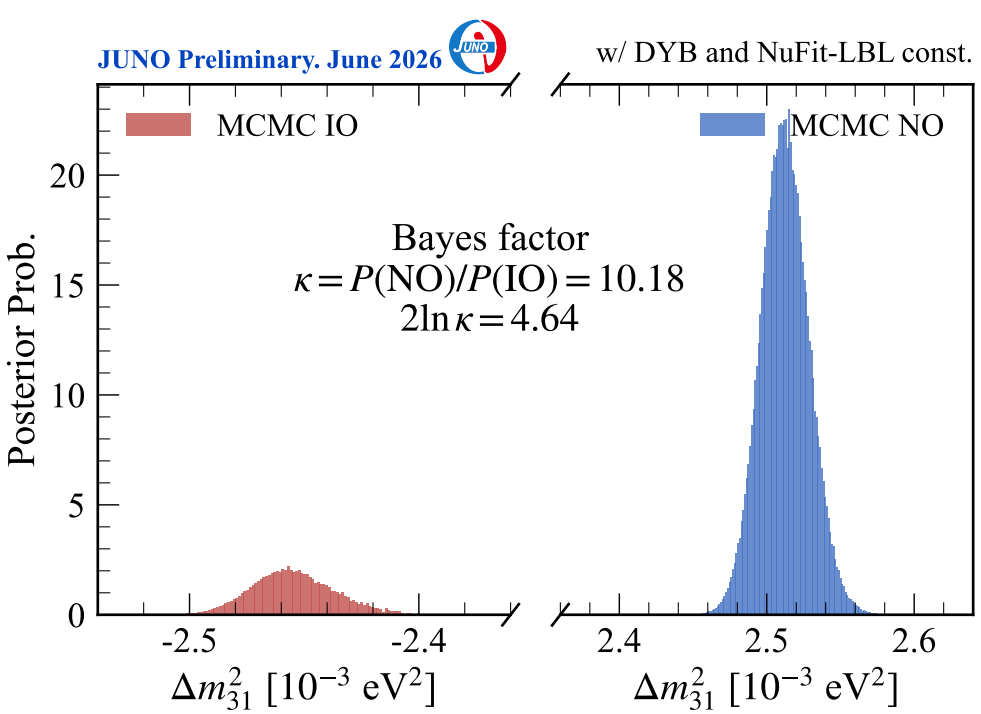 JUNO Preliminary. June 2026
JUNO
w/ DYB and NuFit-LBL const.
MCMC IO
MCMC NO
Bayes factor
κ = P(NO)/P(IO) = 10.18
2ln κ = 4.64
Posterior Prob.
20
15
10
5
0
-2.5
-2.4
2.4
2.5
2.6
Δm²₃₁ [10⁻³ eV²]
Δm²₃₁ [10⁻³ eV²]